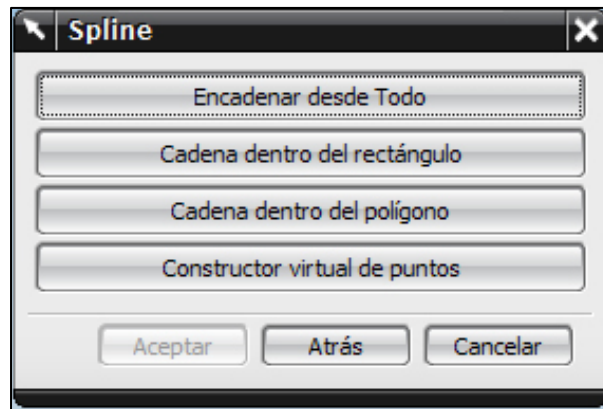 Spline
Encadenar desde Todo
Cadena dentro del rectángulo
Cadena dentro del polígono
Constructor virtual de puntos
Aceptar Atrás Cancelar